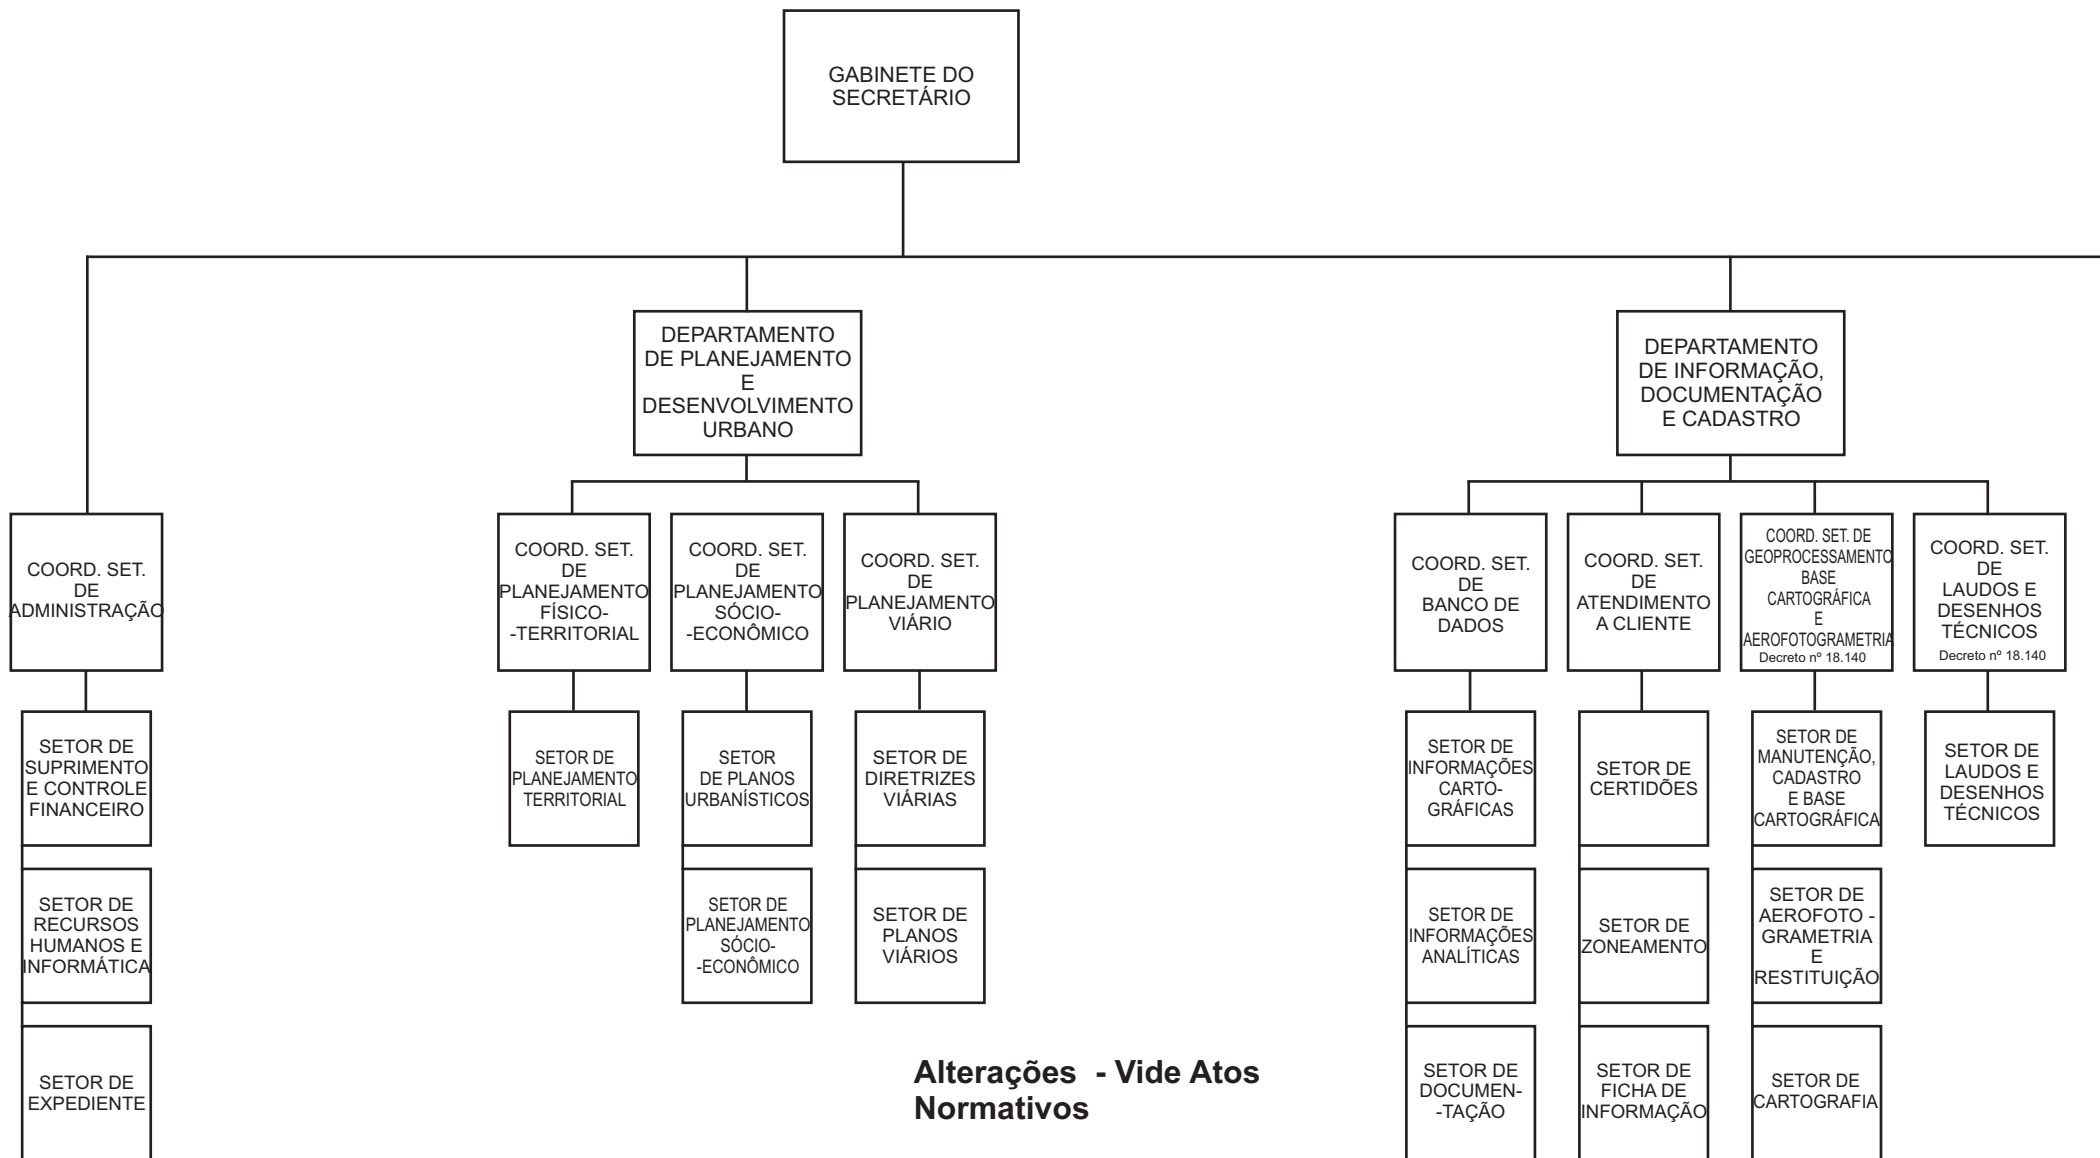 GABINETE DO
SECRETÁRIO
DEPARTAMENTO
DE PLANEJAMENTO
E
DESENVOLVIMENTO
URBANO
DEPARTAMENTO
DE INFORMAÇÃO,
DOCUMENTAÇÃO
E CADASTRO
COORD. SET.
DE
ADMINISTRAÇÃO
COORD. SET.
DE
PLANEJAMENTO
FÍSICO-
-TERRITORIAL
COORD. SET.
DE
PLANEJAMENTO
SÓCIO-
-ECONÔMICO
COORD. SET.
DE
PLANEJAMENTO
VIÁRIO
COORD. SET.
DE
BANCO DE
DADOS
COORD. SET.
DE
ATENDIMENTO
A CLIENTE
COORD. SET. DE
GEOPROCESSAMENTO
BASE
CARTOGRÁFICA
E
AEROFOTOGRAMETRIA
Decreto nº 18.140
COORD. SET.
DE
LAUDOS E
DESENHOS
TÉCNICOS
Decreto nº 18.140
SETOR DE
SUPRIMENTO
E CONTROLE
FINANCEIRO
SETOR DE
PLANEJAMENTO
TERRITORIAL
SETOR
DE PLANOS
URBANÍSTICOS
SETOR DE
DIRETRIZES
VIÁRIAS
SETOR DE
INFORMAÇÕES
CARTO-
GRÁFICAS
SETOR DE
CERTIDÕES
SETOR DE
MANUTENÇÃO,
CADASTRO
E BASE
CARTOGRÁFICA
SETOR DE
LAUDOS E
DESENHOS
TÉCNICOS
SETOR DE
RECURSOS
HUMANOS E
INFORMÁTICA
SETOR DE
PLANEJAMENTO
SÓCIO-
-ECONÔMICO
SETOR DE
PLANOS
VIÁRIOS
SETOR DE
INFORMAÇÕES
ANALÍTICAS
SETOR DE
ZONEAMENTO
SETOR DE
AEROFOTO -
GRAMETRIA
E
RESTITUIÇÃO
SETOR DE
EXPEDIENTE
Alterações - Vide Atos
Normativos
SETOR DE
DOCUMEN-
-TAÇÃO
SETOR DE
FICHA DE
INFORMAÇÃO
SETOR DE
CARTOGRAFIA